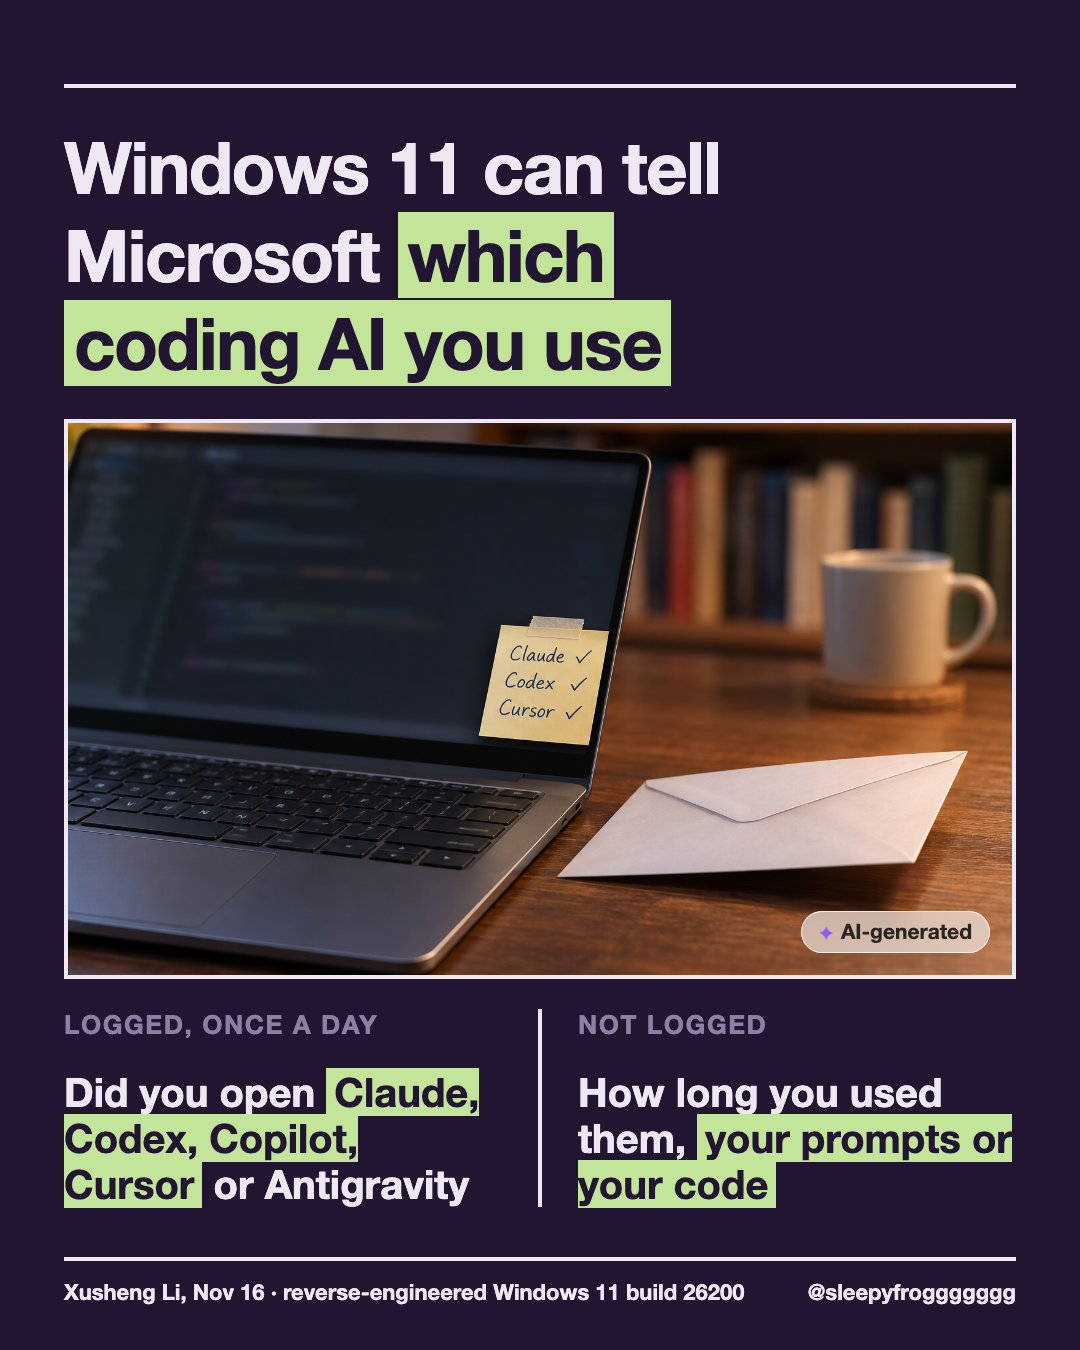 Windows 11 can tell
Microsoft which
coding AI you use
Claude ✓
Codex ✓
Cursor ✓
AI-generated
LOGGED, ONCE A DAY
Did you open Claude,
Codex, Copilot,
Cursor or Antigravity
NOT LOGGED
How long you used
them, your prompts or
your code
Xusheng Li, Nov 16 · reverse-engineered Windows 11 build 26200
@sleepyfroggggggg